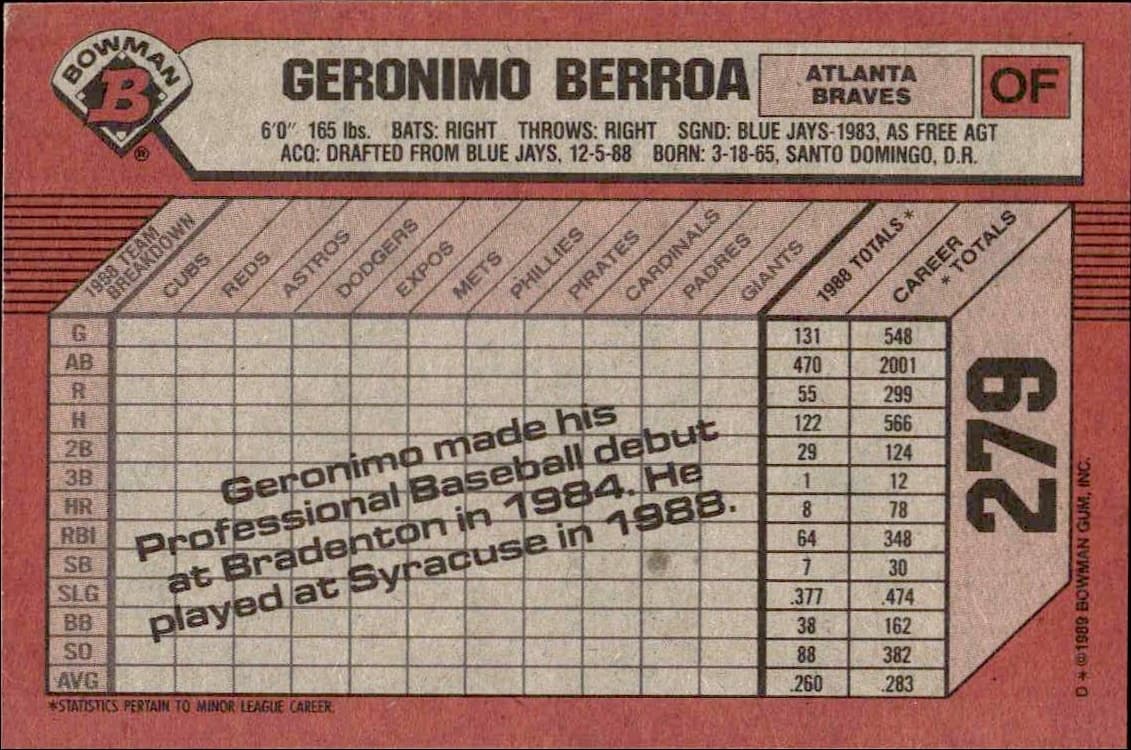 BOWMAN
B
®
GERONIMO BERROA
ATLANTA
BRAVES
OF
6'0" 165 lbs. BATS: RIGHT THROWS: RIGHT SGND: BLUE JAYS-1983, AS FREE AGT
ACQ: DRAFTED FROM BLUE JAYS, 12-5-88 BORN: 3-18-65, SANTO DOMINGO, D.R.
1988 TEAM
BREAKDOWN
CUBS
REDS
ASTROS
DODGERS
EXPOS
METS
PHILLIES
PIRATES
CARDINALS
PADRES
GIANTS
1988 TOTALS *
CAREER
* TOTALS
G 131 548
AB 470 2001
R 55 299
H 122 566
2B 29 124
3B 1 12
HR 8 78
RBI 64 348
SB 7 30
SLG .377 .474
BB 38 162
SO 88 382
AVG .260 .283
Geronimo made his
Professional Baseball debut
at Bradenton in 1984. He
played at Syracuse in 1988.
279
*STATISTICS PERTAIN TO MINOR LEAGUE CAREER.
D * ©1989 BOWMAN GUM, INC.